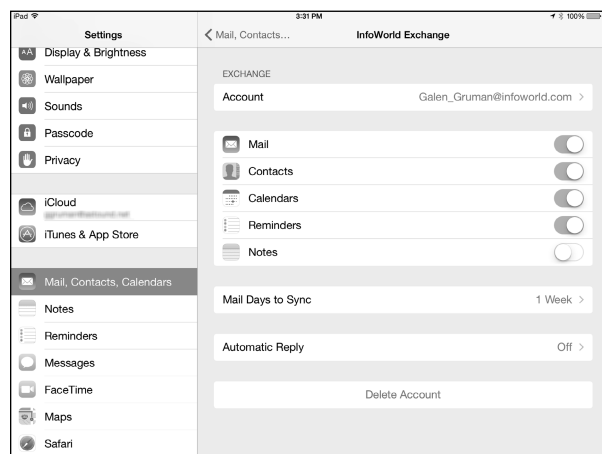 iPad 3:31 PM 100%
Settings
Mail, Contacts... InfoWorld Exchange
Display & Brightness
Wallpaper
Sounds
Passcode
Privacy
iCloud
iTunes & App Store
Mail, Contacts, Calendars
Notes
Reminders
Messages
FaceTime
Maps
Safari
EXCHANGE
Account Galen_Gruman@infoworld.com
Mail
Contacts
Calendars
Reminders
Notes
Mail Days to Sync 1 Week
Automatic Reply Off
Delete Account